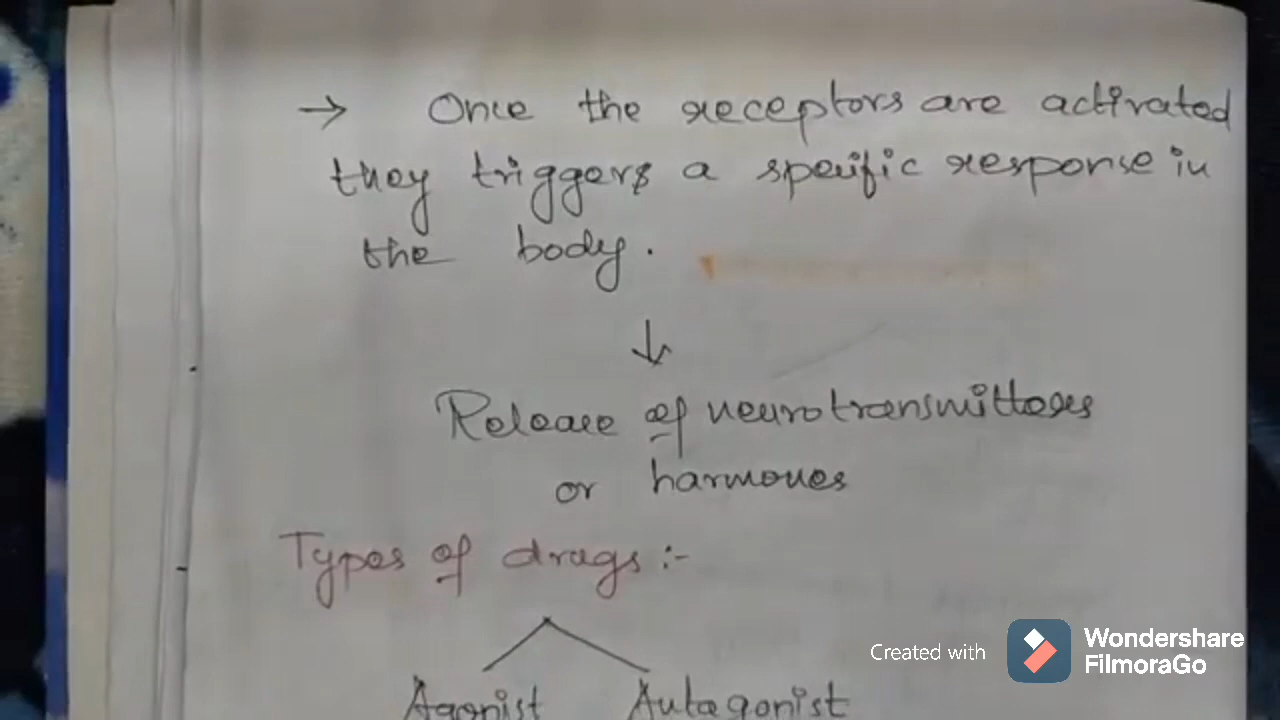 → Once the receptors are activated
they triggers a specific response in
the body.
↓
Release of neurotransmitters
or harmones
Types of drugs :-
Agonist Antagonist
Created with Wondershare
FilmoraGo